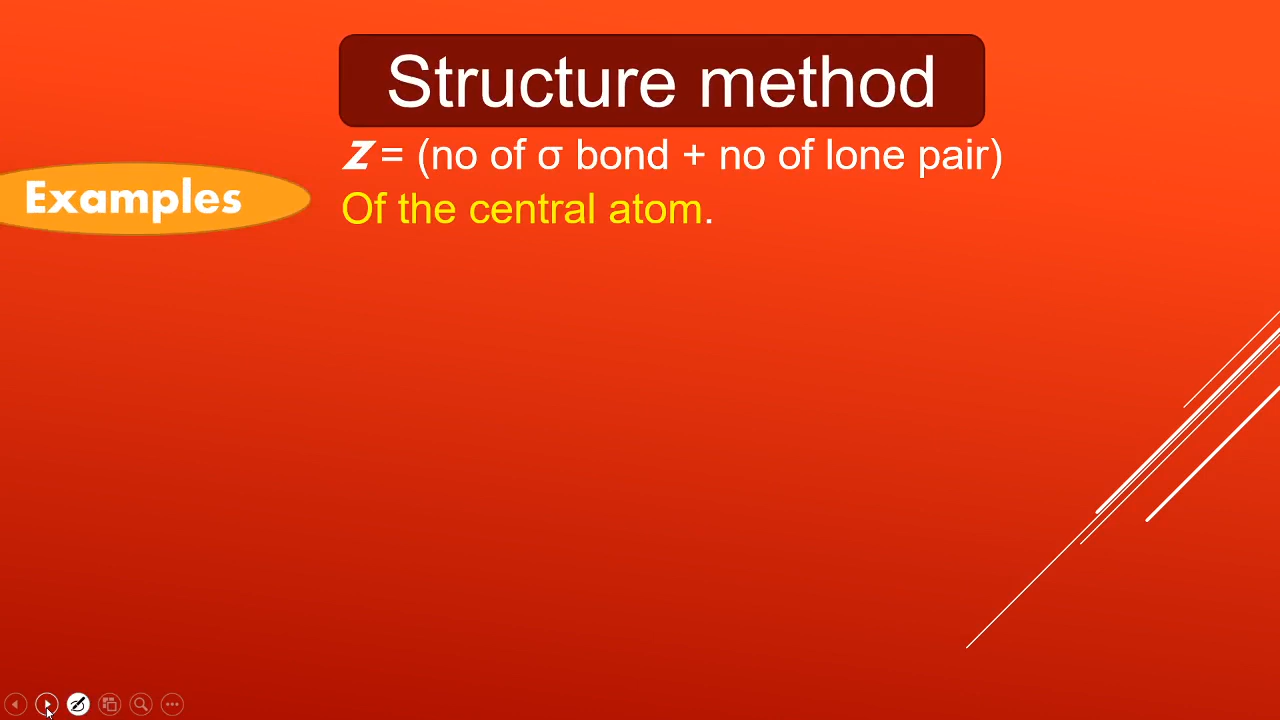 Structure method
Z = (no of σ bond + no of lone pair)
Examples
Of the central atom.